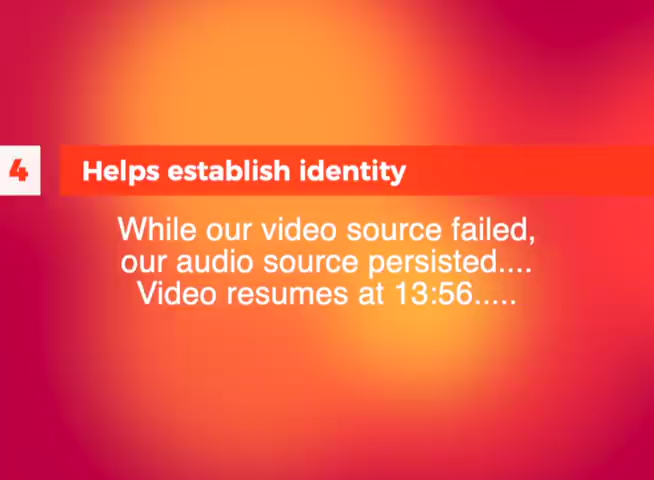 4 Helps establish identity
While our video source failed,
our audio source persisted....
Video resumes at 13:56.....